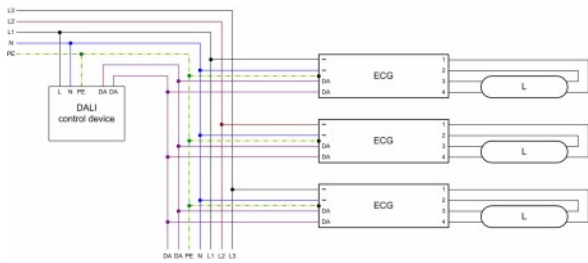 L3
L2
L1
N
PE
L N PE DA DA
DALI
control device
~ 1
~ 2
ECG
DA 3
DA 4
L
~ 1
~ 2
ECG
DA 3
DA 4
L
~ 1
~ 2
ECG
DA 3
DA 4
L
DA DA PE N L1 L2 L3